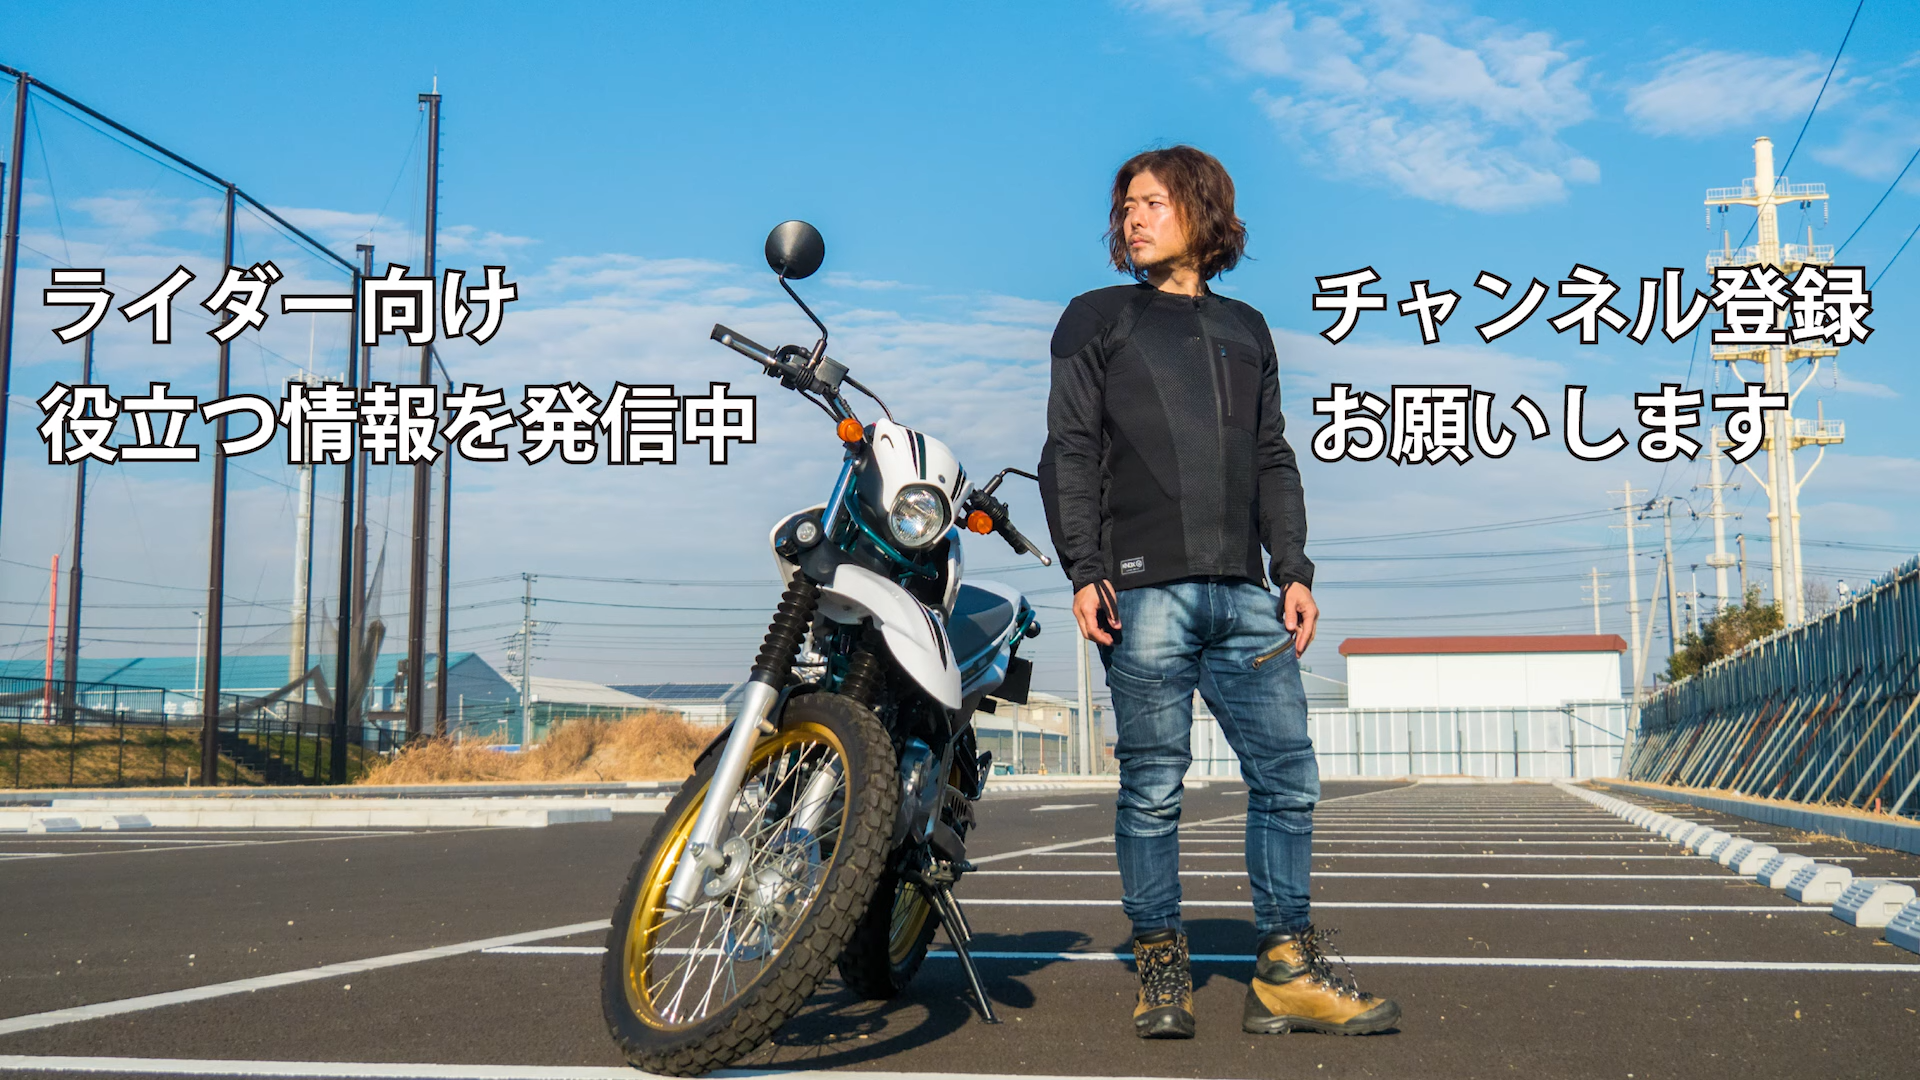 ライダー向け
役立つ情報を発信中
チャンネル登録
お願いします
KNOX